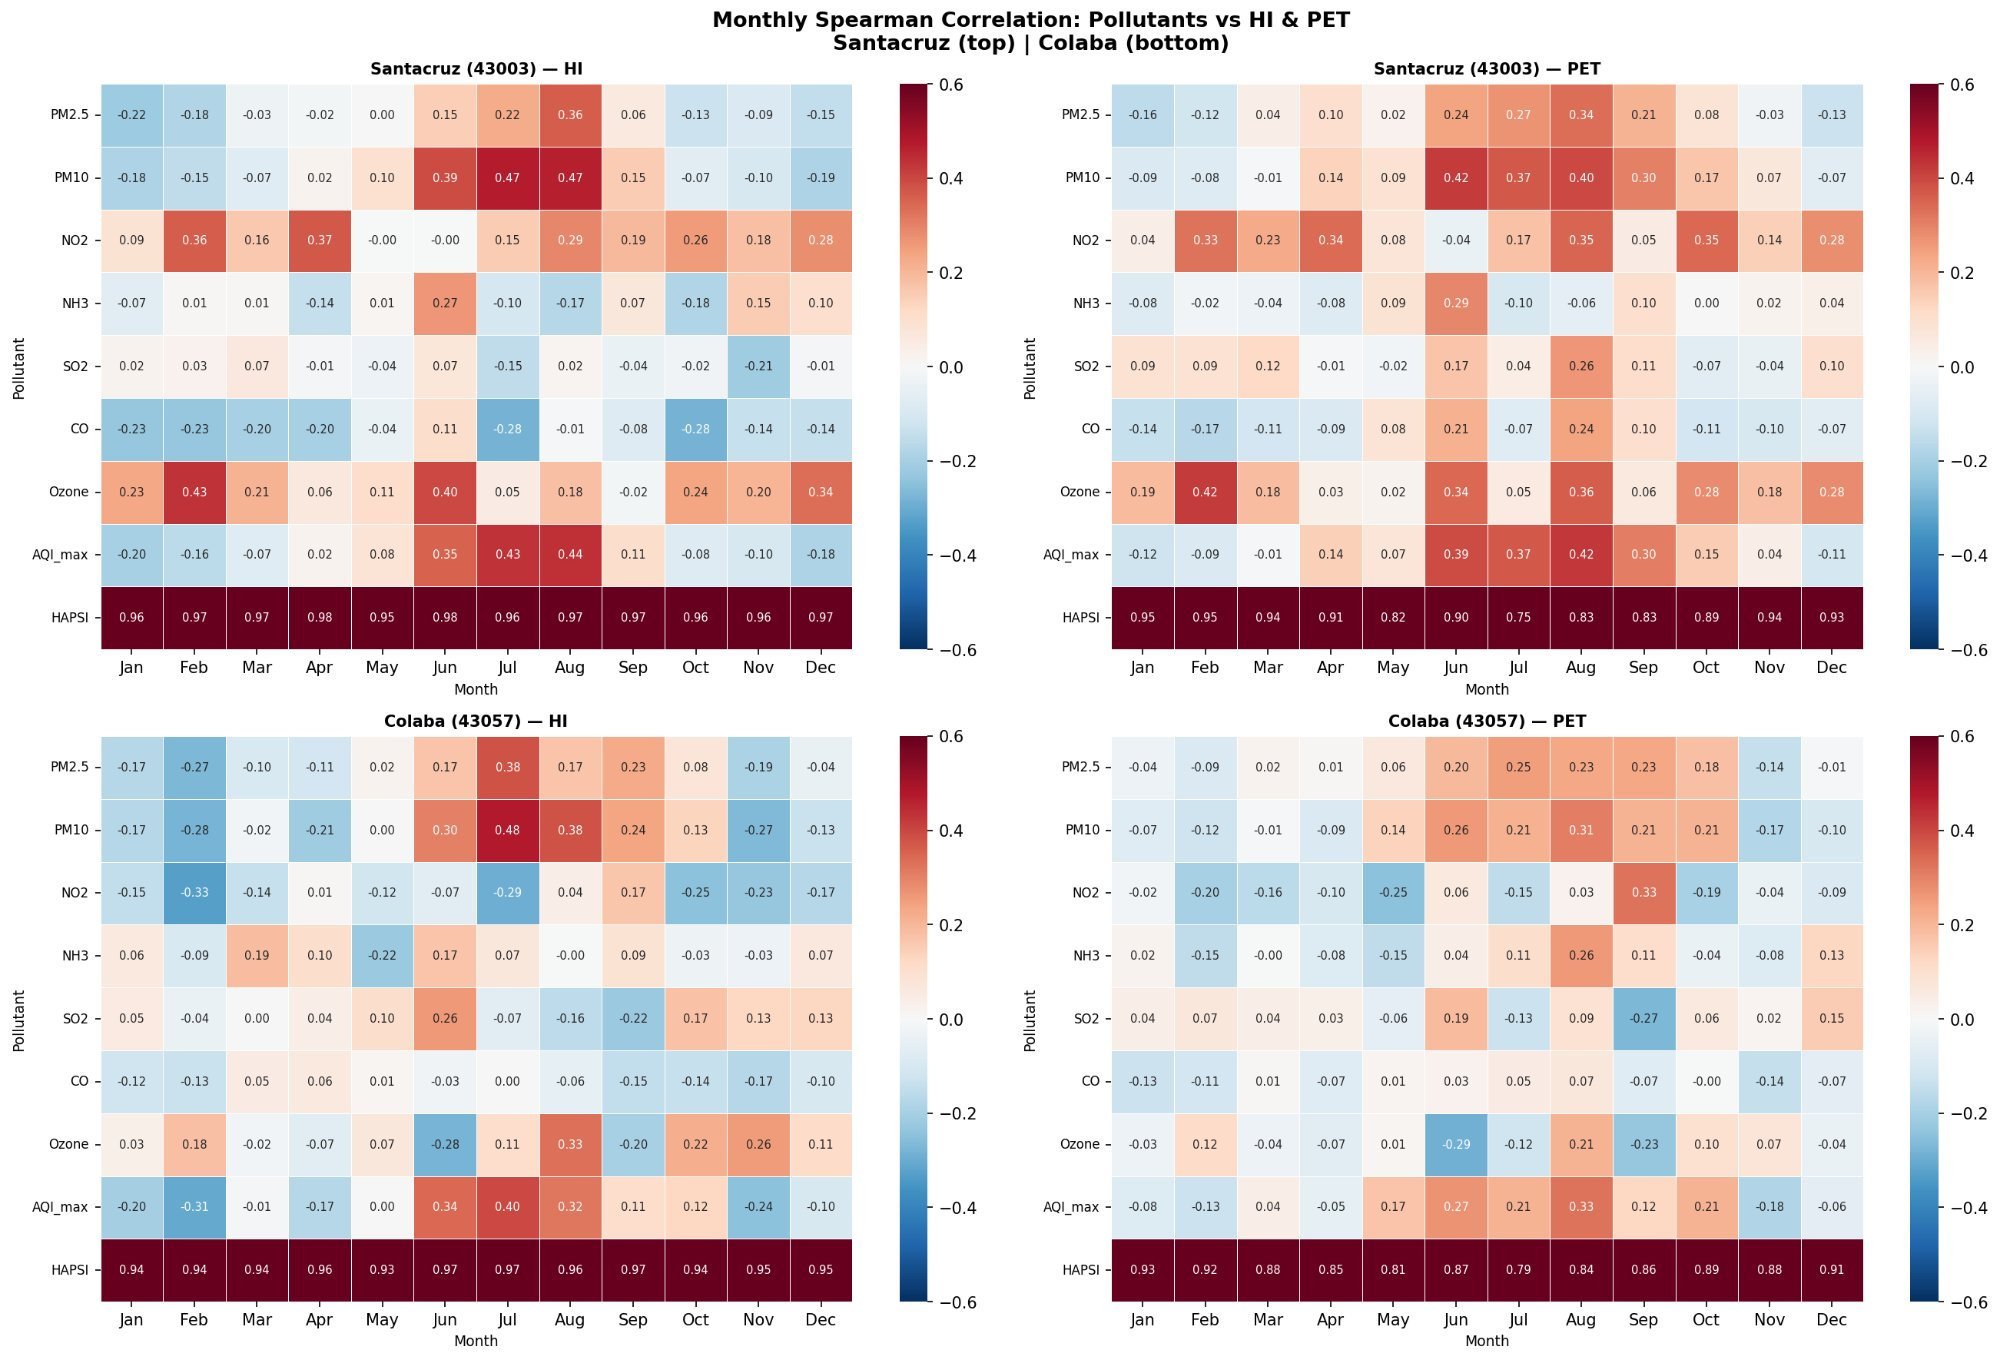 Monthly Spearman Correlation: Pollutants vs HI & PET
Santacruz (top) | Colaba (bottom)
Santacruz (43003) — HI
Pollutant
PM2.5 -0.22 -0.18 -0.03 -0.02 0.00 0.15 0.22 0.36 0.06 -0.13 -0.09 -0.15
PM10 -0.18 -0.15 -0.07 0.02 0.10 0.39 0.47 0.47 0.15 -0.07 -0.10 -0.19
NO2 0.09 0.36 0.16 0.37 -0.00 -0.00 0.15 0.29 0.19 0.26 0.18 0.28
NH3 -0.07 0.01 0.01 -0.14 0.01 0.27 -0.10 -0.17 0.07 -0.18 0.15 0.10
SO2 0.02 0.03 0.07 -0.01 -0.04 0.07 -0.15 0.02 -0.04 -0.02 -0.21 -0.01
CO -0.23 -0.23 -0.20 -0.20 -0.04 0.11 -0.28 -0.01 -0.08 -0.28 -0.14 -0.14
Ozone 0.23 0.43 0.21 0.06 0.11 0.40 0.05 0.18 -0.02 0.24 0.20 0.34
AQI_max -0.20 -0.16 -0.07 0.02 0.08 0.35 0.43 0.44 0.11 -0.08 -0.10 -0.18
HAPSI 0.96 0.97 0.97 0.98 0.95 0.98 0.96 0.97 0.97 0.96 0.96 0.97
Jan Feb Mar Apr May Jun Jul Aug Sep Oct Nov Dec
Month
0.6
0.4
0.2
0.0
−0.2
−0.4
−0.6
Santacruz (43003) — PET
Pollutant
PM2.5 -0.16 -0.12 0.04 0.10 0.02 0.24 0.27 0.34 0.21 0.08 -0.03 -0.13
PM10 -0.09 -0.08 -0.01 0.14 0.09 0.42 0.37 0.40 0.30 0.17 0.07 -0.07
NO2 0.04 0.33 0.23 0.34 0.08 -0.04 0.17 0.35 0.05 0.35 0.14 0.28
NH3 -0.08 -0.02 -0.04 -0.08 0.09 0.29 -0.10 -0.06 0.10 0.00 0.02 0.04
SO2 0.09 0.09 0.12 -0.01 -0.02 0.17 0.04 0.26 0.11 -0.07 -0.04 0.10
CO -0.14 -0.17 -0.11 -0.09 0.08 0.21 -0.07 0.24 0.10 -0.11 -0.10 -0.07
Ozone 0.19 0.42 0.18 0.03 0.02 0.34 0.05 0.36 0.06 0.28 0.18 0.28
AQI_max -0.12 -0.09 -0.01 0.14 0.07 0.39 0.37 0.42 0.30 0.15 0.04 -0.11
HAPSI 0.95 0.95 0.94 0.91 0.82 0.90 0.75 0.83 0.83 0.89 0.94 0.93
Jan Feb Mar Apr May Jun Jul Aug Sep Oct Nov Dec
Month
0.6
0.4
0.2
0.0
−0.2
−0.4
−0.6
Colaba (43057) — HI
Pollutant
PM2.5 -0.17 -0.27 -0.10 -0.11 0.02 0.17 0.38 0.17 0.23 0.08 -0.19 -0.04
PM10 -0.17 -0.28 -0.02 -0.21 0.00 0.30 0.48 0.38 0.24 0.13 -0.27 -0.13
NO2 -0.15 -0.33 -0.14 0.01 -0.12 -0.07 -0.29 0.04 0.17 -0.25 -0.23 -0.17
NH3 0.06 -0.09 0.19 0.10 -0.22 0.17 0.07 -0.00 0.09 -0.03 -0.03 0.07
SO2 0.05 -0.04 0.00 0.04 0.10 0.26 -0.07 -0.16 -0.22 0.17 0.13 0.13
CO -0.12 -0.13 0.05 0.06 0.01 -0.03 0.00 -0.06 -0.15 -0.14 -0.17 -0.10
Ozone 0.03 0.18 -0.02 -0.07 0.07 -0.28 0.11 0.33 -0.20 0.22 0.26 0.11
AQI_max -0.20 -0.31 -0.01 -0.17 0.00 0.34 0.40 0.32 0.11 0.12 -0.24 -0.10
HAPSI 0.94 0.94 0.94 0.96 0.93 0.97 0.97 0.96 0.97 0.94 0.95 0.95
Jan Feb Mar Apr May Jun Jul Aug Sep Oct Nov Dec
Month
0.6
0.4
0.2
0.0
−0.2
−0.4
−0.6
Colaba (43057) — PET
Pollutant
PM2.5 -0.04 -0.09 0.02 0.01 0.06 0.20 0.25 0.23 0.23 0.18 -0.14 -0.01
PM10 -0.07 -0.12 -0.01 -0.09 0.14 0.26 0.21 0.31 0.21 0.21 -0.17 -0.10
NO2 -0.02 -0.20 -0.16 -0.10 -0.25 0.06 -0.15 0.03 0.33 -0.19 -0.04 -0.09
NH3 0.02 -0.15 -0.00 -0.08 -0.15 0.04 0.11 0.26 0.11 -0.04 -0.08 0.13
SO2 0.04 0.07 0.04 0.03 -0.06 0.19 -0.13 0.09 -0.27 0.06 0.02 0.15
CO -0.13 -0.11 0.01 -0.07 0.01 0.03 0.05 0.07 -0.07 -0.00 -0.14 -0.07
Ozone -0.03 0.12 -0.04 -0.07 0.01 -0.29 -0.12 0.21 -0.23 0.10 0.07 -0.04
AQI_max -0.08 -0.13 0.04 -0.05 0.17 0.27 0.21 0.33 0.12 0.21 -0.18 -0.06
HAPSI 0.93 0.92 0.88 0.85 0.81 0.87 0.79 0.84 0.86 0.89 0.88 0.91
Jan Feb Mar Apr May Jun Jul Aug Sep Oct Nov Dec
Month
0.6
0.4
0.2
0.0
−0.2
−0.4
−0.6